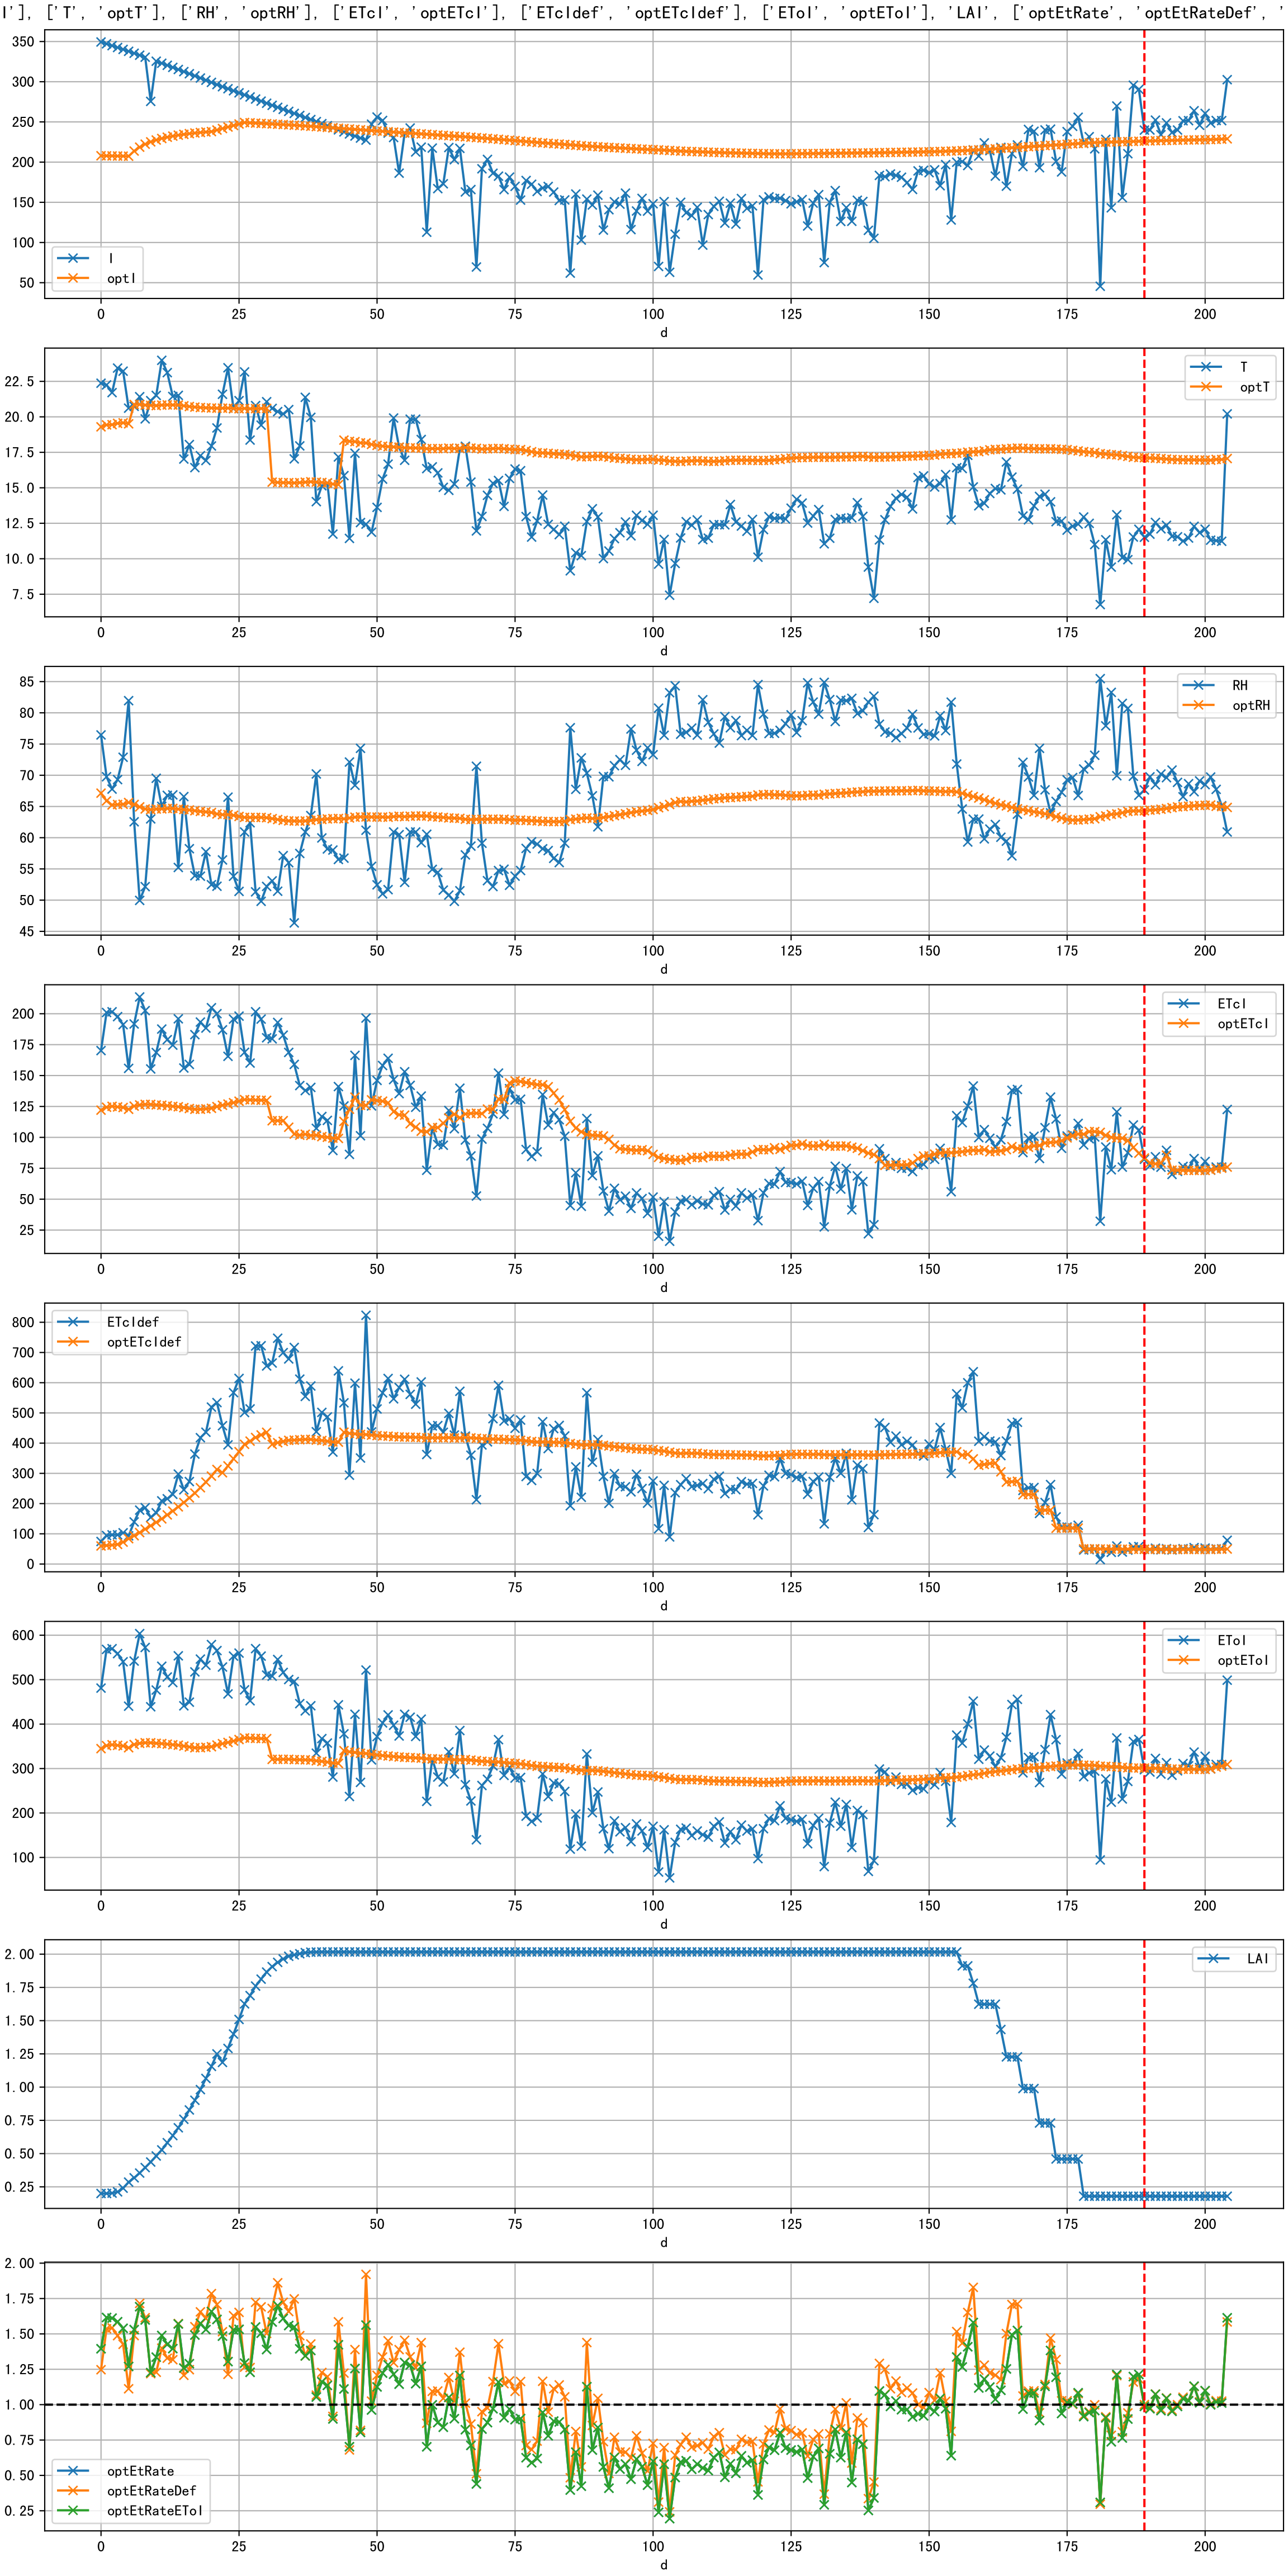 I'], ['T', 'optT'], ['RH', 'optRH'], ['ETcI', 'optETcI'], ['ETcIdef', 'optETcIdef'], ['EToI', 'optEToI'], 'LAI', ['optEtRate', 'optEtRateDef', '
350
300
250
200
150
100
50
I
optI
0 25 50 75 100 125 150 175 200
d
22.5
20.0
17.5
15.0
12.5
10.0
7.5
T
optT
0 25 50 75 100 125 150 175 200
d
85
80
75
70
65
60
55
50
45
RH
optRH
0 25 50 75 100 125 150 175 200
d
200
175
150
125
100
75
50
25
ETcI
optETcI
0 25 50 75 100 125 150 175 200
d
800
700
600
500
400
300
200
100
0
ETcIdef
optETcIdef
0 25 50 75 100 125 150 175 200
d
600
500
400
300
200
100
EToI
optEToI
0 25 50 75 100 125 150 175 200
d
2.00
1.75
1.50
1.25
1.00
0.75
0.50
0.25
LAI
0 25 50 75 100 125 150 175 200
d
2.00
1.75
1.50
1.25
1.00
0.75
0.50
0.25
optEtRate
optEtRateDef
optEtRateEToI
0 25 50 75 100 125 150 175 200
d